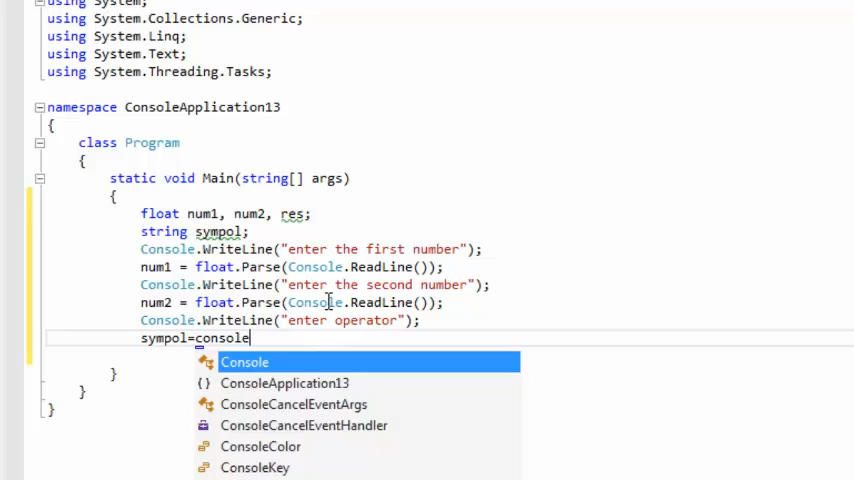 using System;
using System.Collections.Generic;
using System.Linq;
using System.Text;
using System.Threading.Tasks;
namespace ConsoleApplication13
{
class Program
{
static void Main(string[] args)
{
float num1, num2, res;
string sympol;
Console.WriteLine("enter the first number");
num1 = float.Parse(Console.ReadLine());
Console.WriteLine("enter the second number");
num2 = float.Parse(Console.ReadLine());
Console.WriteLine("enter operator");
sympol=console
Console
{} ConsoleApplication13
ConsoleCancelEventArgs
ConsoleCancelEventHandler
ConsoleColor
ConsoleKey
}
}
}